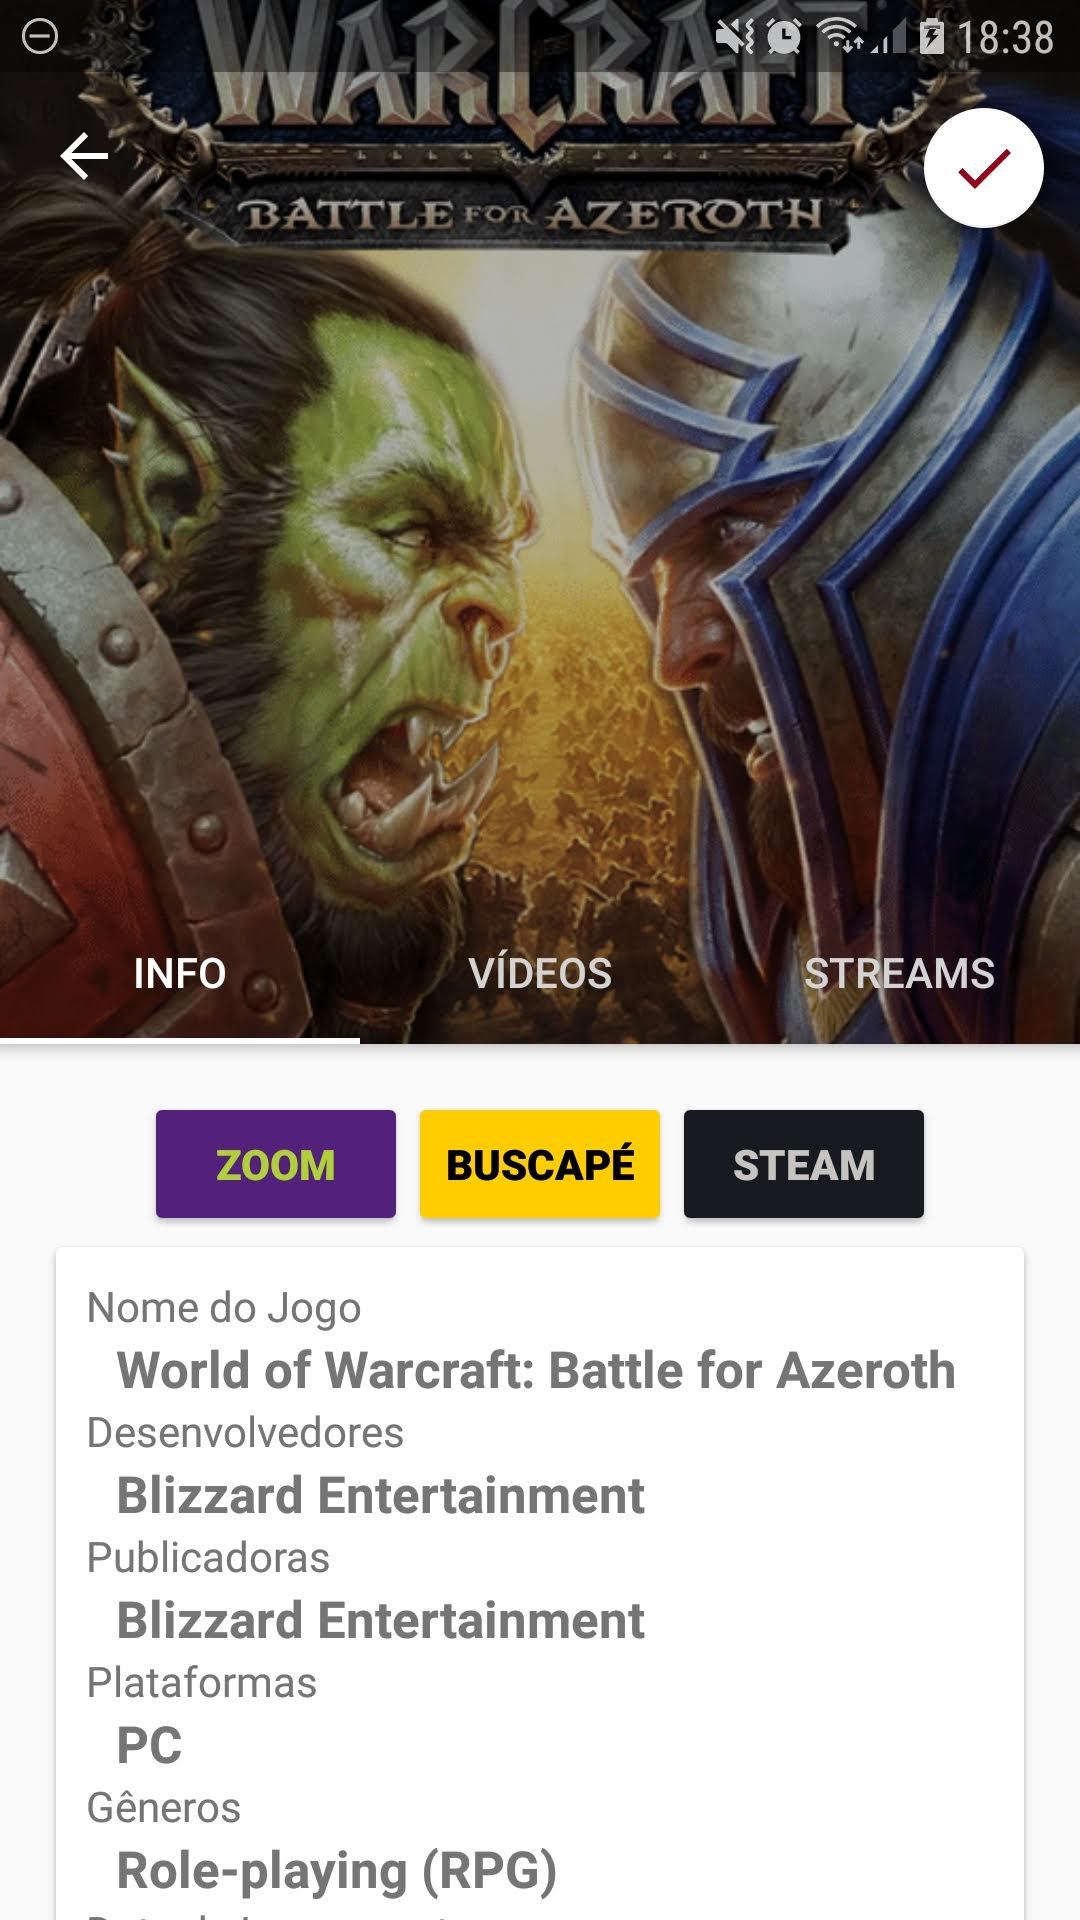 18:38
WARCRAFT
BATTLE FOR AZEROTH
INFO
VÍDEOS
STREAMS
ZOOM
BUSCAPÉ
STEAM
Nome do Jogo
World of Warcraft: Battle for Azeroth
Desenvolvedores
Blizzard Entertainment
Publicadoras
Blizzard Entertainment
Plataformas
PC
Gêneros
Role-playing (RPG)